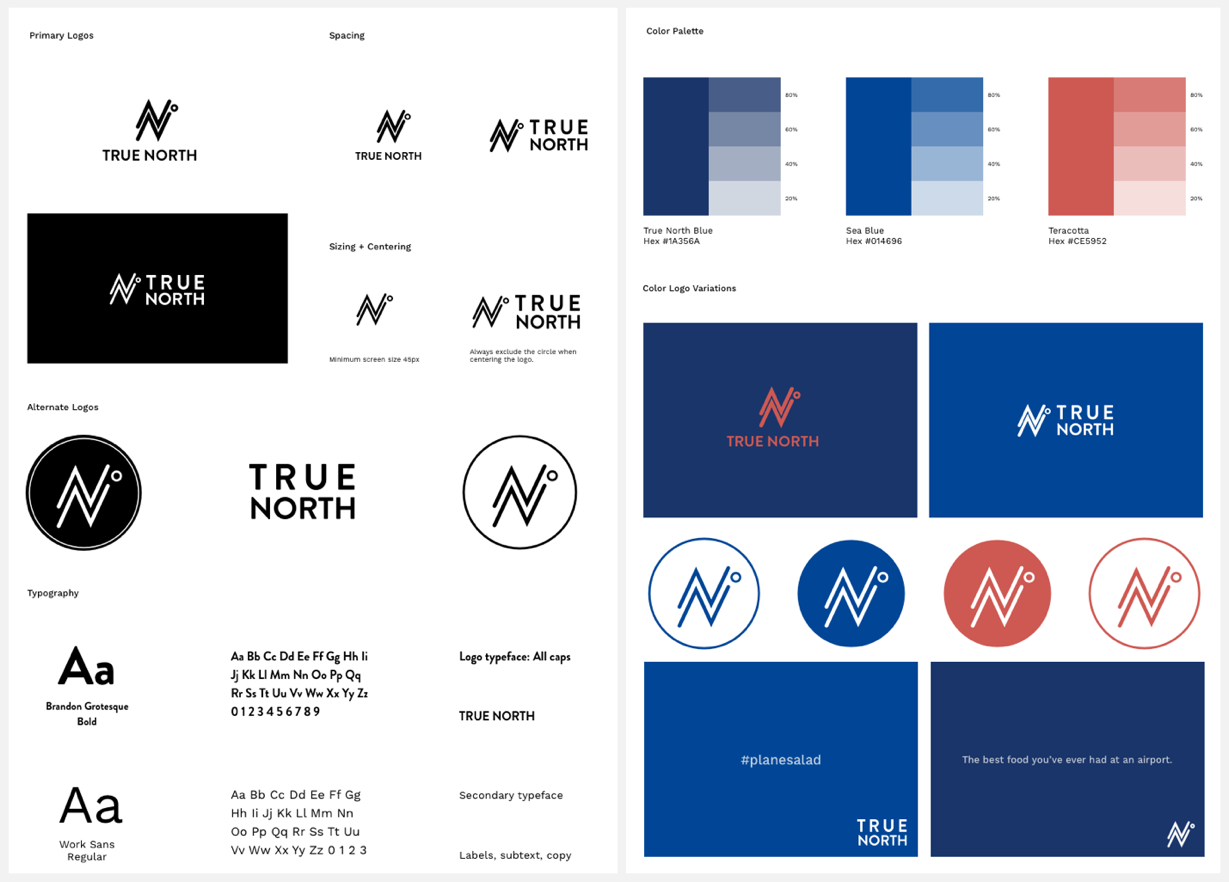 Primary Logos
TRUE NORTH
TRUE
NORTH
Spacing
TRUE NORTH
TRUE
NORTH
Sizing + Centering
Minimum screen size 45px
TRUE
NORTH
Always exclude the circle when
centering the logo.
Alternate Logos
TRUE
NORTH
Typography
Aa
Brandon Grotesque
Bold
Aa Bb Cc Dd Ee Ff Gg Hh Ii
Jj Kk Ll Mm Nn Oo Pp Qq
Rr Ss Tt Uu Vv Ww Xx Yy Zz
0 1 2 3 4 5 6 7 8 9
Logo typeface: All caps
TRUE NORTH
Aa
Work Sans
Regular
Aa Bb Cc Dd Ee Ff Gg
Hh Ii Jj Kk Ll Mm Nn
Oo Pp Qq Rr Ss Tt Uu
Vv Ww Xx Yy Zz 0 1 2 3
Secondary typeface
Labels, subtext, copy
Color Palette
80%
60%
40%
20%
True North Blue
Hex #1A356A
80%
60%
40%
20%
Sea Blue
Hex #014696
80%
60%
40%
20%
Teracotta
Hex #CE5952
Color Logo Variations
TRUE NORTH
TRUE
NORTH
#planesalad
TRUE
NORTH
The best food you've ever had at an airport.